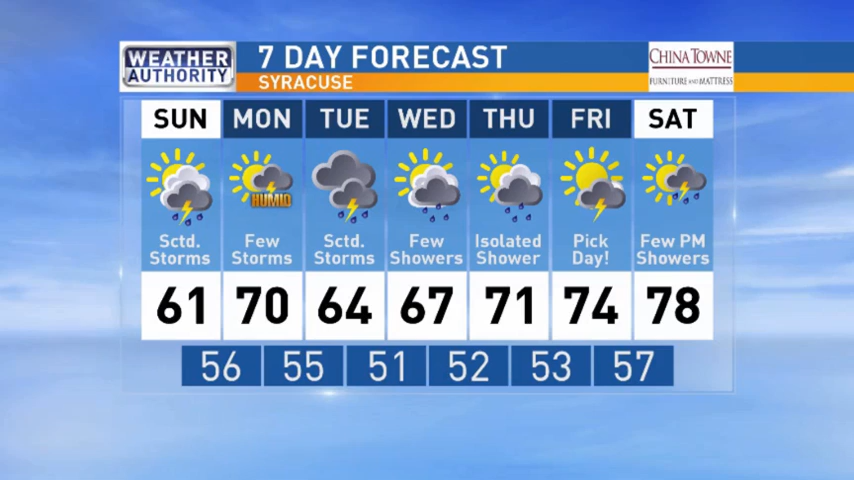 WEATHER
AUTHORITY
7 DAY FORECAST
SYRACUSE
CHINA TOWNE
FURNITURE AND MATTRESS
SUN MON TUE WED THU FRI SAT
HUMID
Sctd. Few Sctd. Few Isolated Pick Few PM
Storms Storms Storms Showers Shower Day! Showers
61 70 64 67 71 74 78
56 55 51 52 53 57